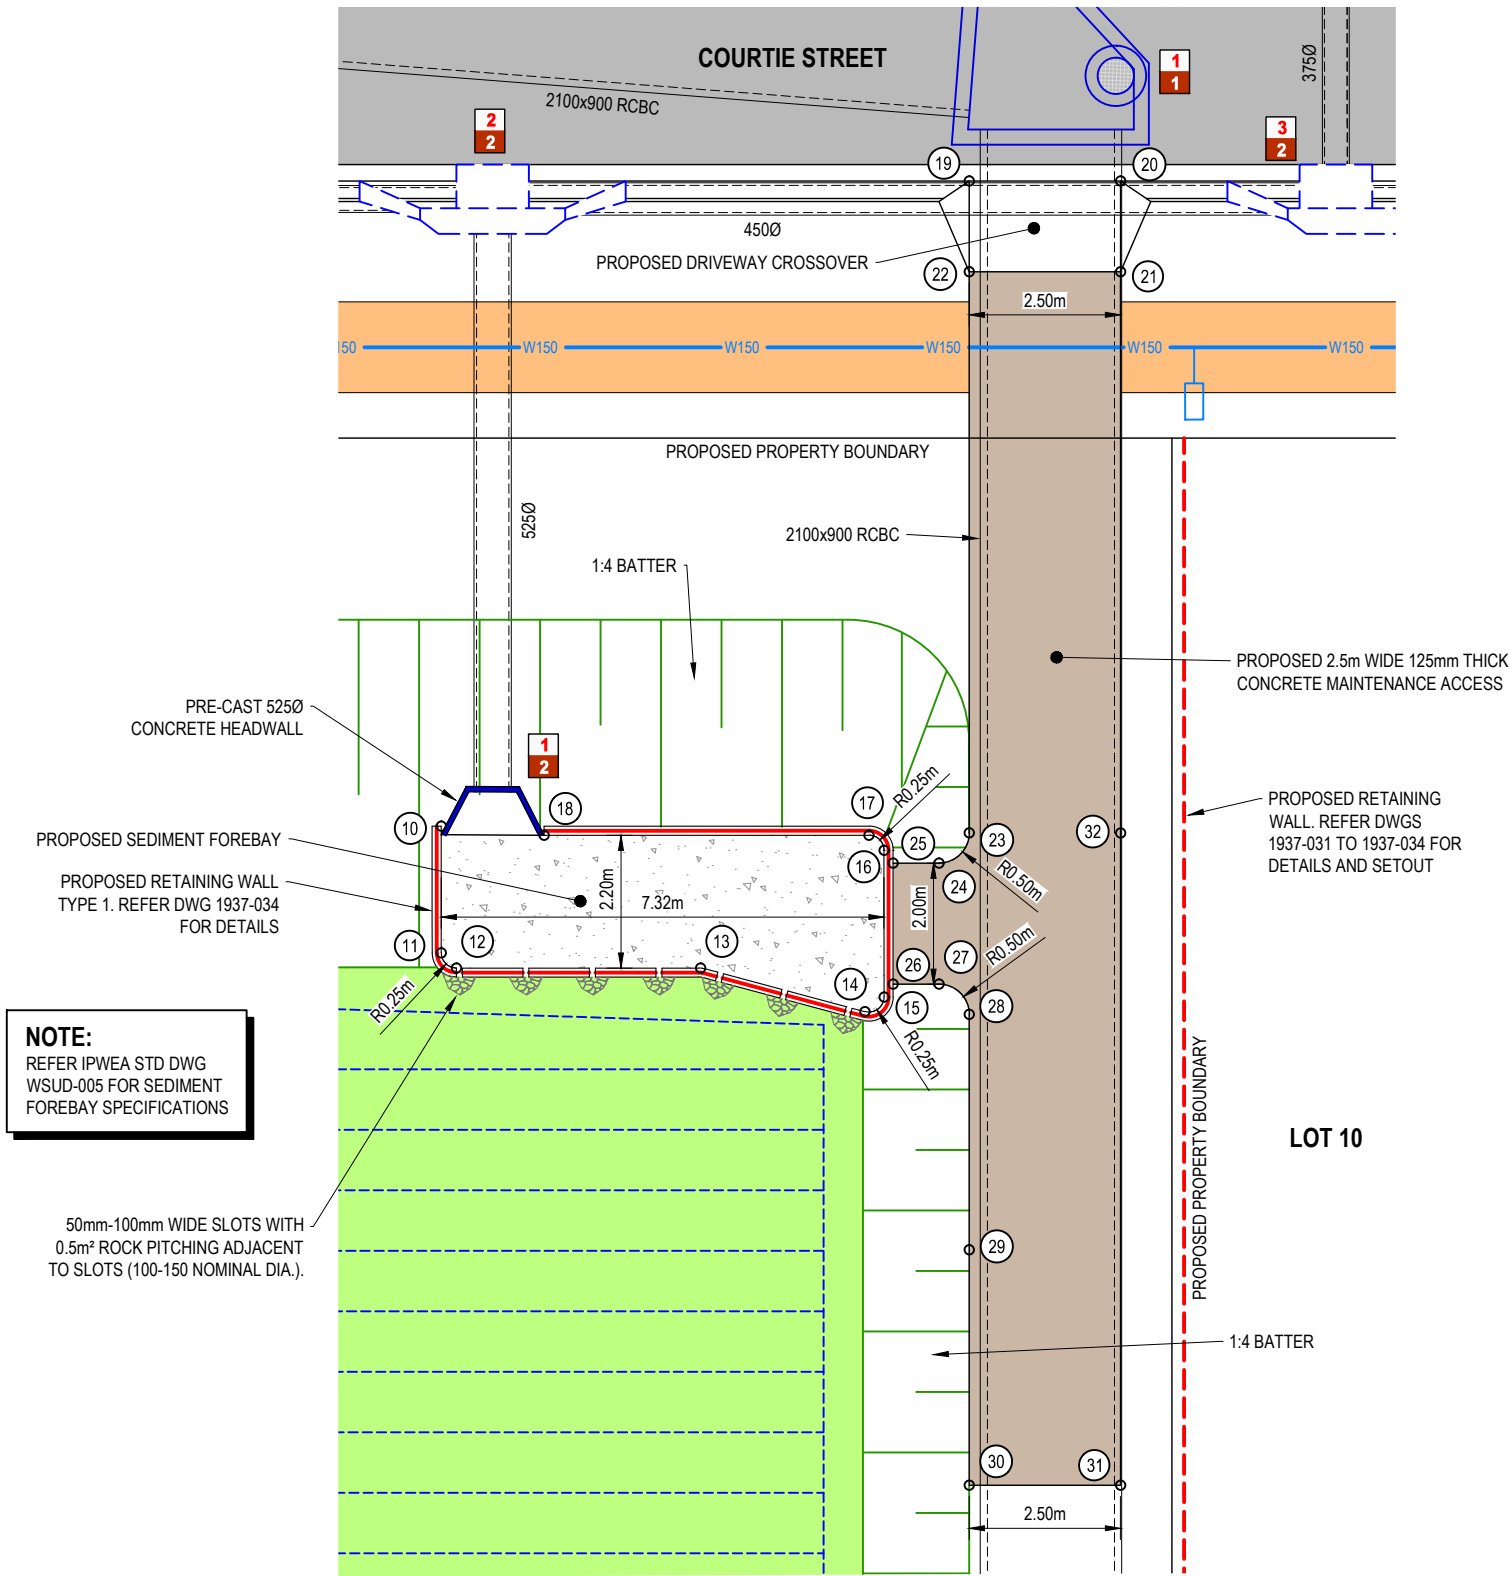 COURTIE STREET
375Ø
2100x900 RCBC
1
1
2
2
3
2
19
20
450Ø
PROPOSED DRIVEWAY CROSSOVER
22
21
2.50m
150
W150
W150
W150
W150
W150
PROPOSED PROPERTY BOUNDARY
525Ø
2100x900 RCBC
1:4 BATTER
PROPOSED 2.5m WIDE 125mm THICK
CONCRETE MAINTENANCE ACCESS
PRE-CAST 525Ø
CONCRETE HEADWALL
1
2
18
17
R0.25m
10
PROPOSED SEDIMENT FOREBAY
PROPOSED RETAINING WALL
TYPE 1. REFER DWG 1937-034
FOR DETAILS
PROPOSED RETAINING
WALL. REFER DWGS
1937-031 TO 1937-034 FOR
DETAILS AND SETOUT
25
23
32
16
24
R0.50m
2.20m
7.32m
2.00m
11
12
13
14
26
27
15
28
R0.50m
R0.25m
R0.25m
NOTE:
REFER IPWEA STD DWG
WSUD-005 FOR SEDIMENT
FOREBAY SPECIFICATIONS
PROPOSED PROPERTY BOUNDARY
LOT 10
50mm-100mm WIDE SLOTS WITH
0.5m² ROCK PITCHING ADJACENT
TO SLOTS (100-150 NOMINAL DIA.).
29
1:4 BATTER
30
31
2.50m